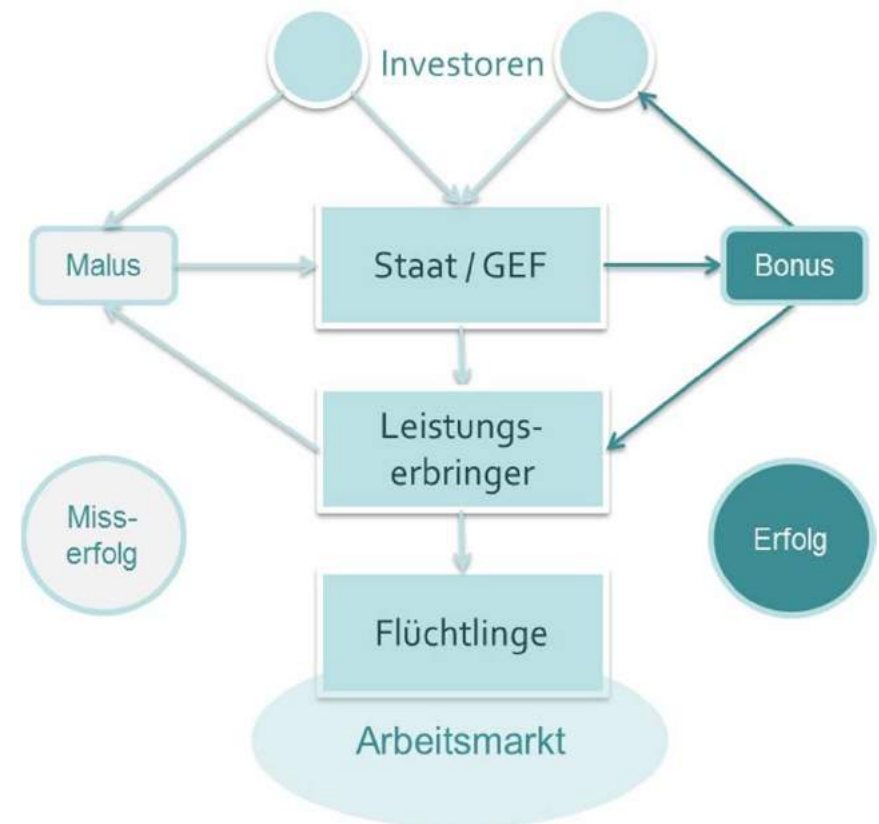 Investoren
Malus
Staat / GEF
Bonus
Leistungs-
erbringer
Miss-
erfolg
Erfolg
Flüchtlinge
Arbeitsmarkt